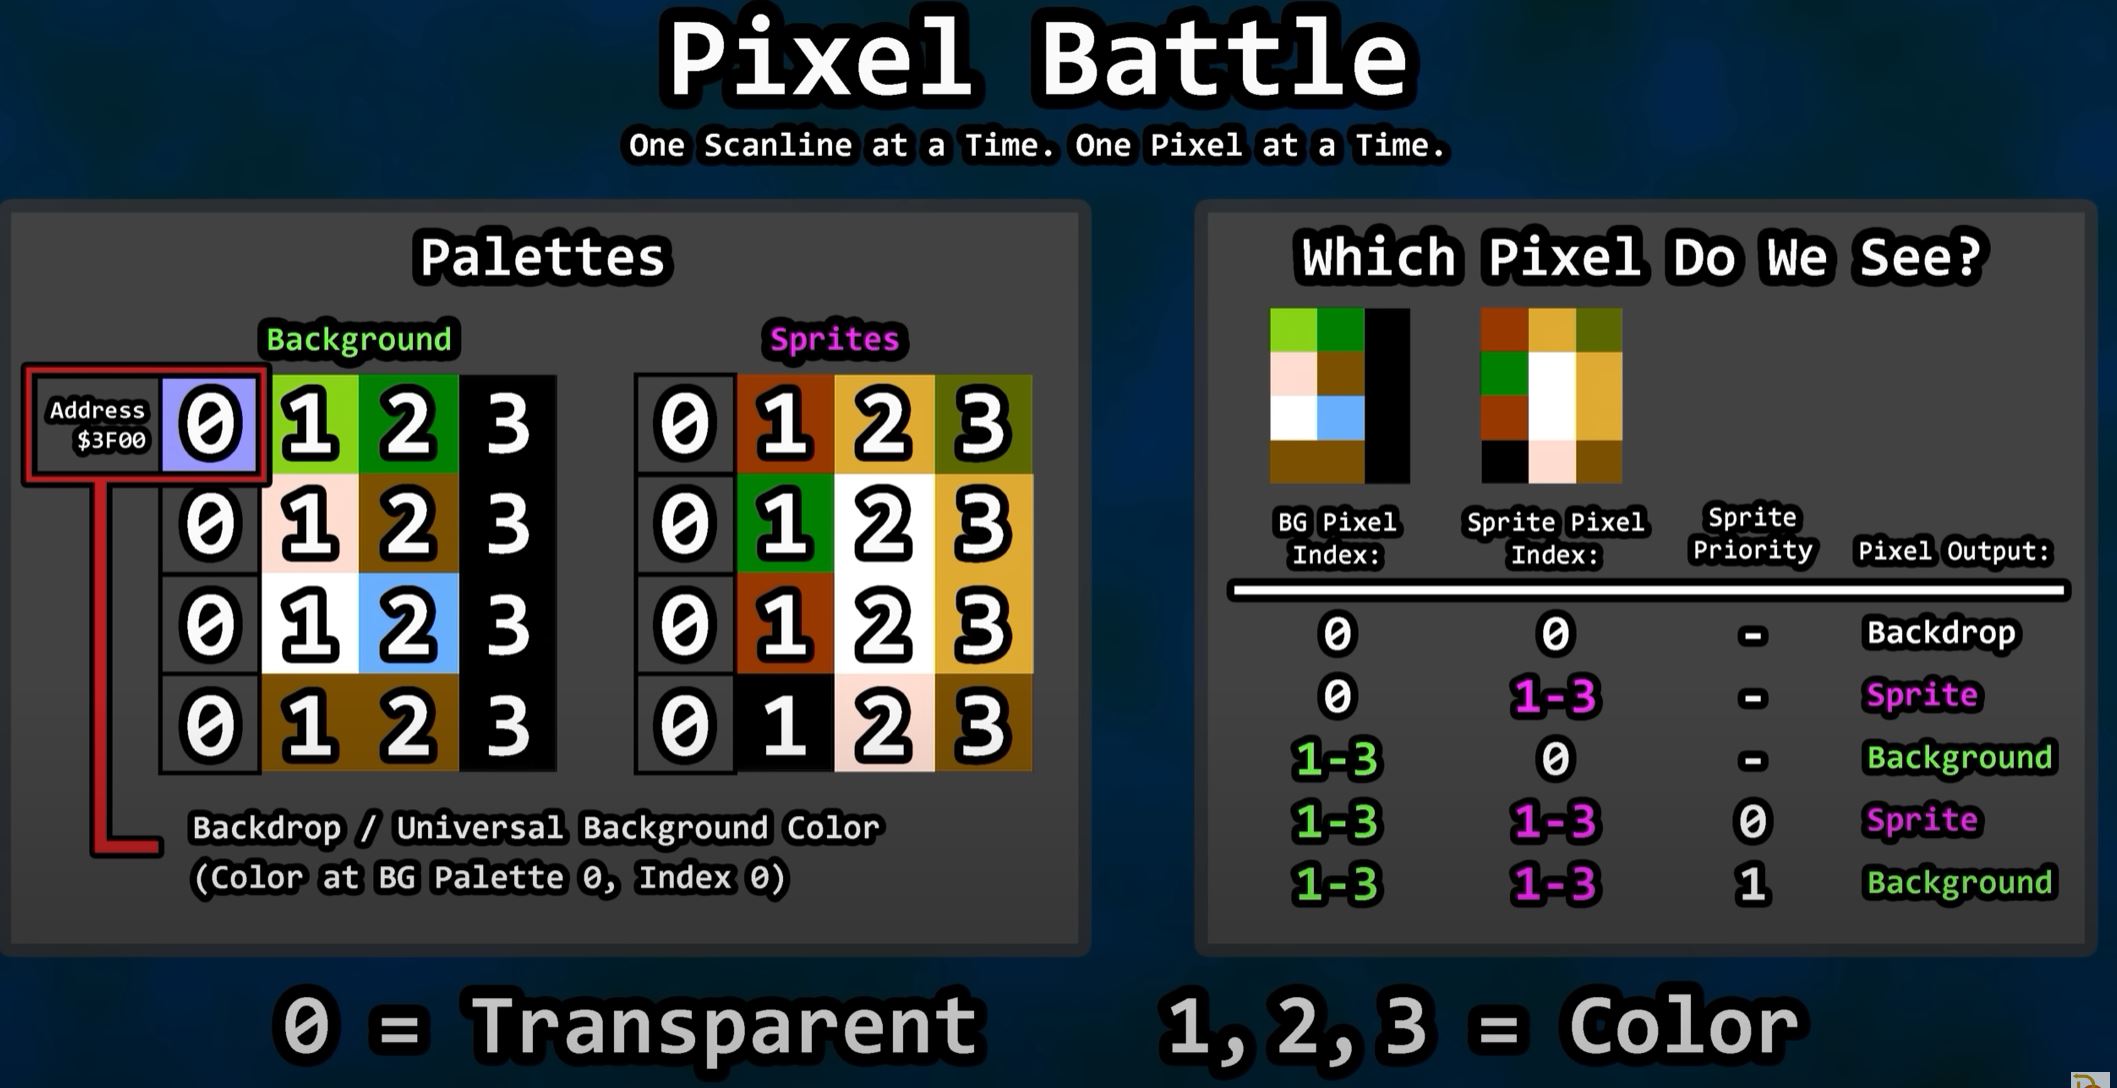 Pixel Battle
One Scanline at a Time. One Pixel at a Time.
Palettes
Background
Sprites
Address
$3F00
0 1 2 3
0 1 2 3
0 1 2 3
0 1 2 3
0 1 2 3
0 1 2 3
0 1 2 3
0 1 2 3
Backdrop / Universal Background Color
(Color at BG Palette 0, Index 0)
Which Pixel Do We See?
BG Pixel
Index:
Sprite Pixel
Index:
Sprite
Priority
Pixel Output:
0 0 - Backdrop
0 1-3 - Sprite
1-3 0 - Background
1-3 1-3 0 Sprite
1-3 1-3 1 Background
0 = Transparent
1,2,3 = Color